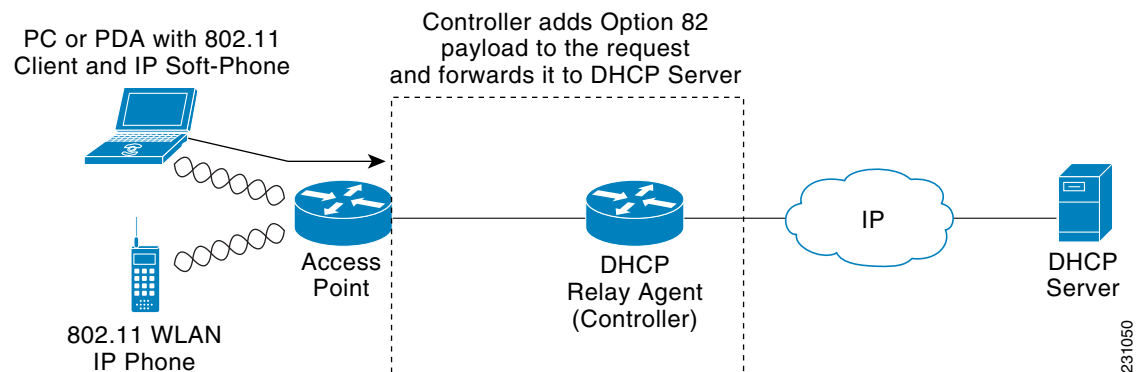 Controller adds Option 82
payload to the request
and forwards it to DHCP Server
PC or PDA with 802.11
Client and IP Soft-Phone
Access
Point
802.11 WLAN
IP Phone
DHCP
Relay Agent
(Controller)
IP
DHCP
Server
231050